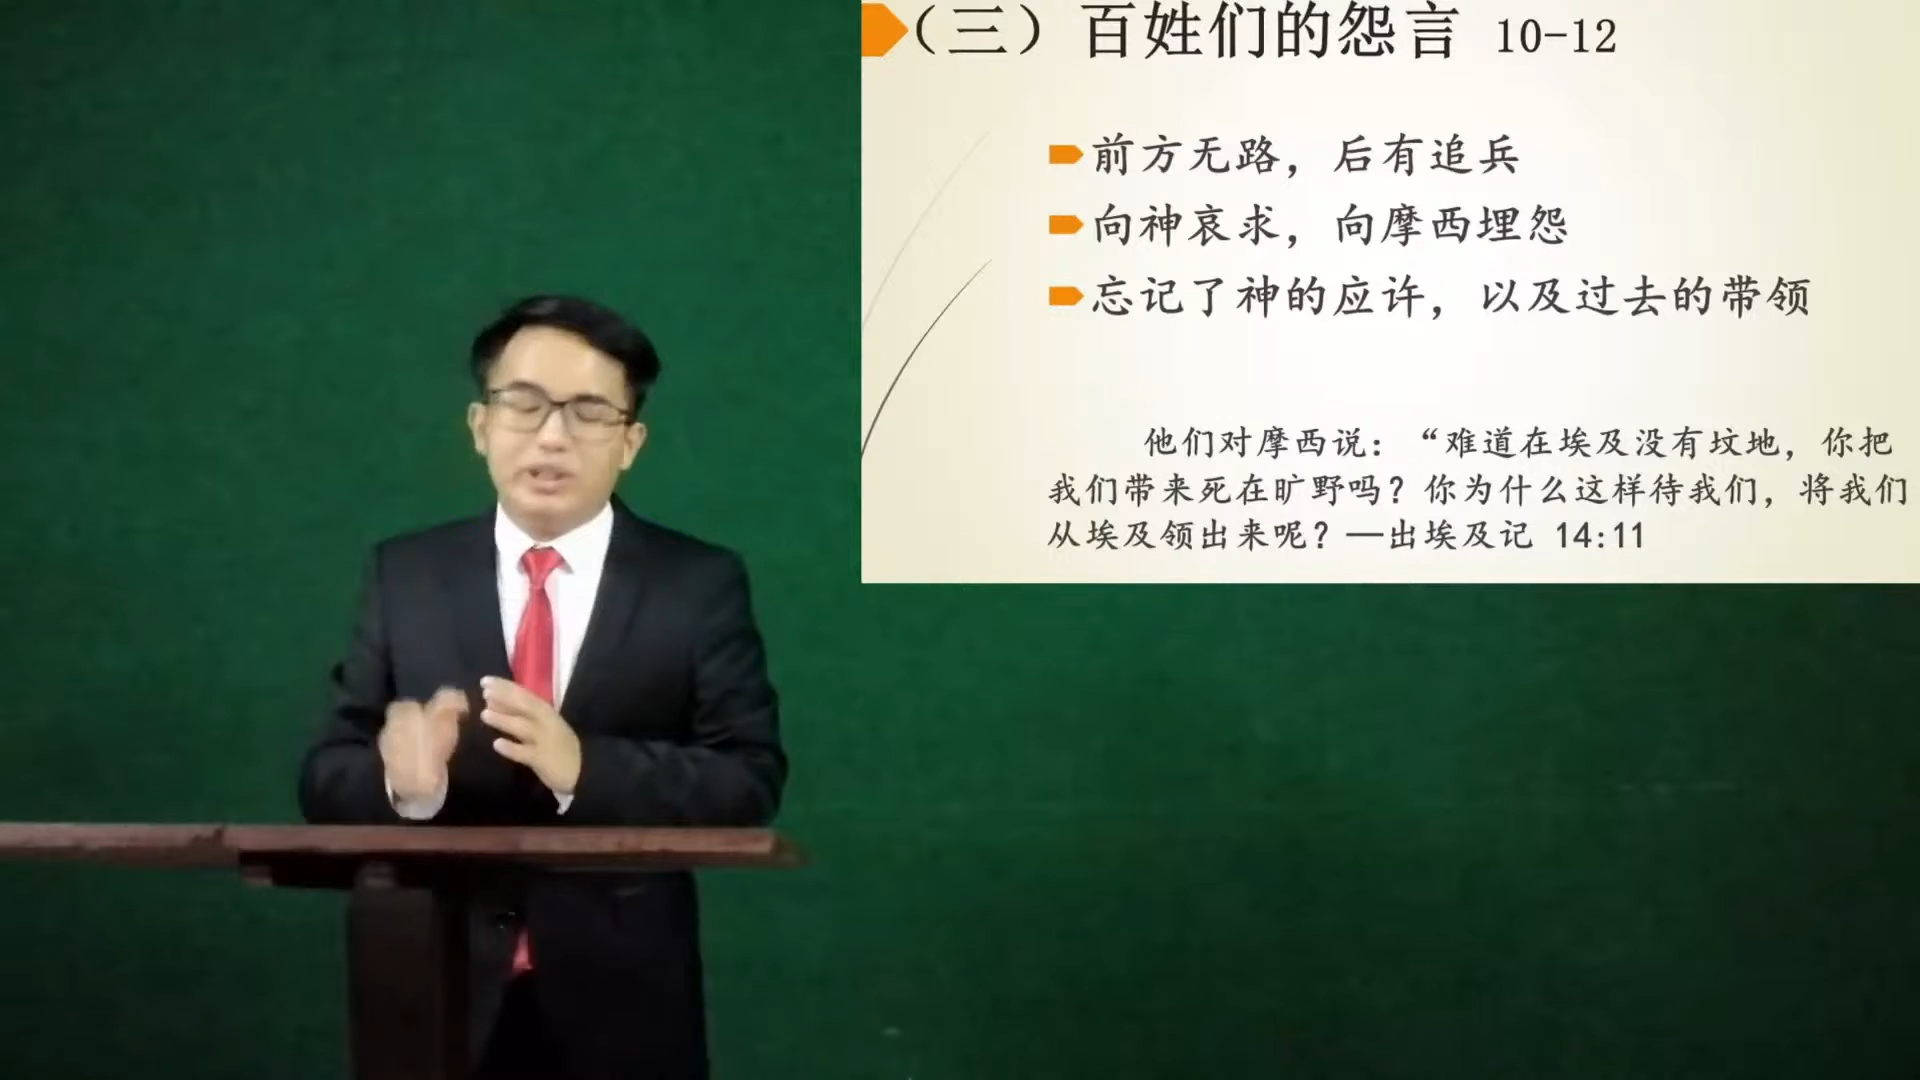 （三）百姓们的怨言 10-12
前方无路，后有追兵
向神哀求，向摩西埋怨
忘记了神的应许，以及过去的带领
他们对摩西说：“难道在埃及没有坟地，你把
我们带来死在旷野吗？你为什么这样待我们，将我们
从埃及领出来呢？—出埃及记 14:11